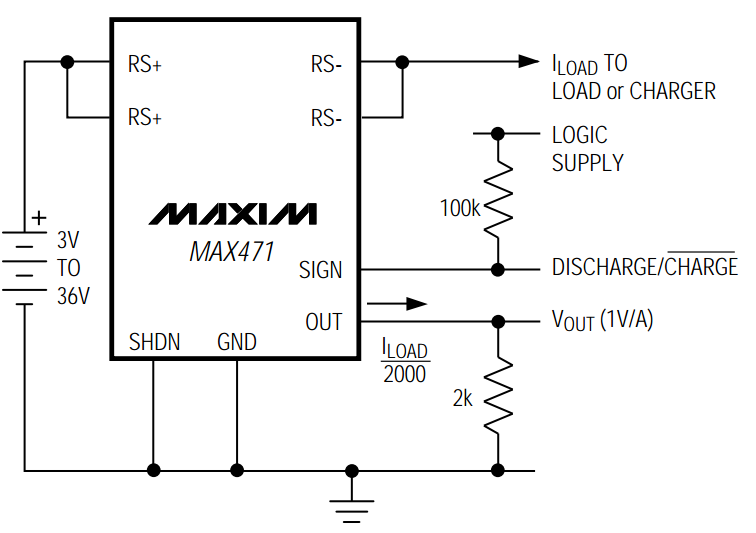 RS+
RS-
I LOAD TO
LOAD or CHARGER
RS+
RS-
LOGIC
SUPPLY
100k
MAXIM
MAX471
+
3V
TO
36V
SIGN
DISCHARGE/CHARGE
OUT
VOUT (1V/A)
SHDN
GND
ILOAD
2000
2k